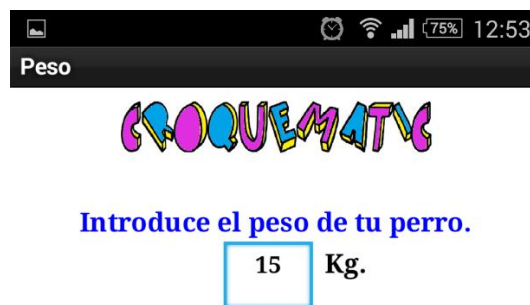 75% 12:53
Peso
CROQUEMATIC
Introduce el peso de tu perro.
15 Kg.